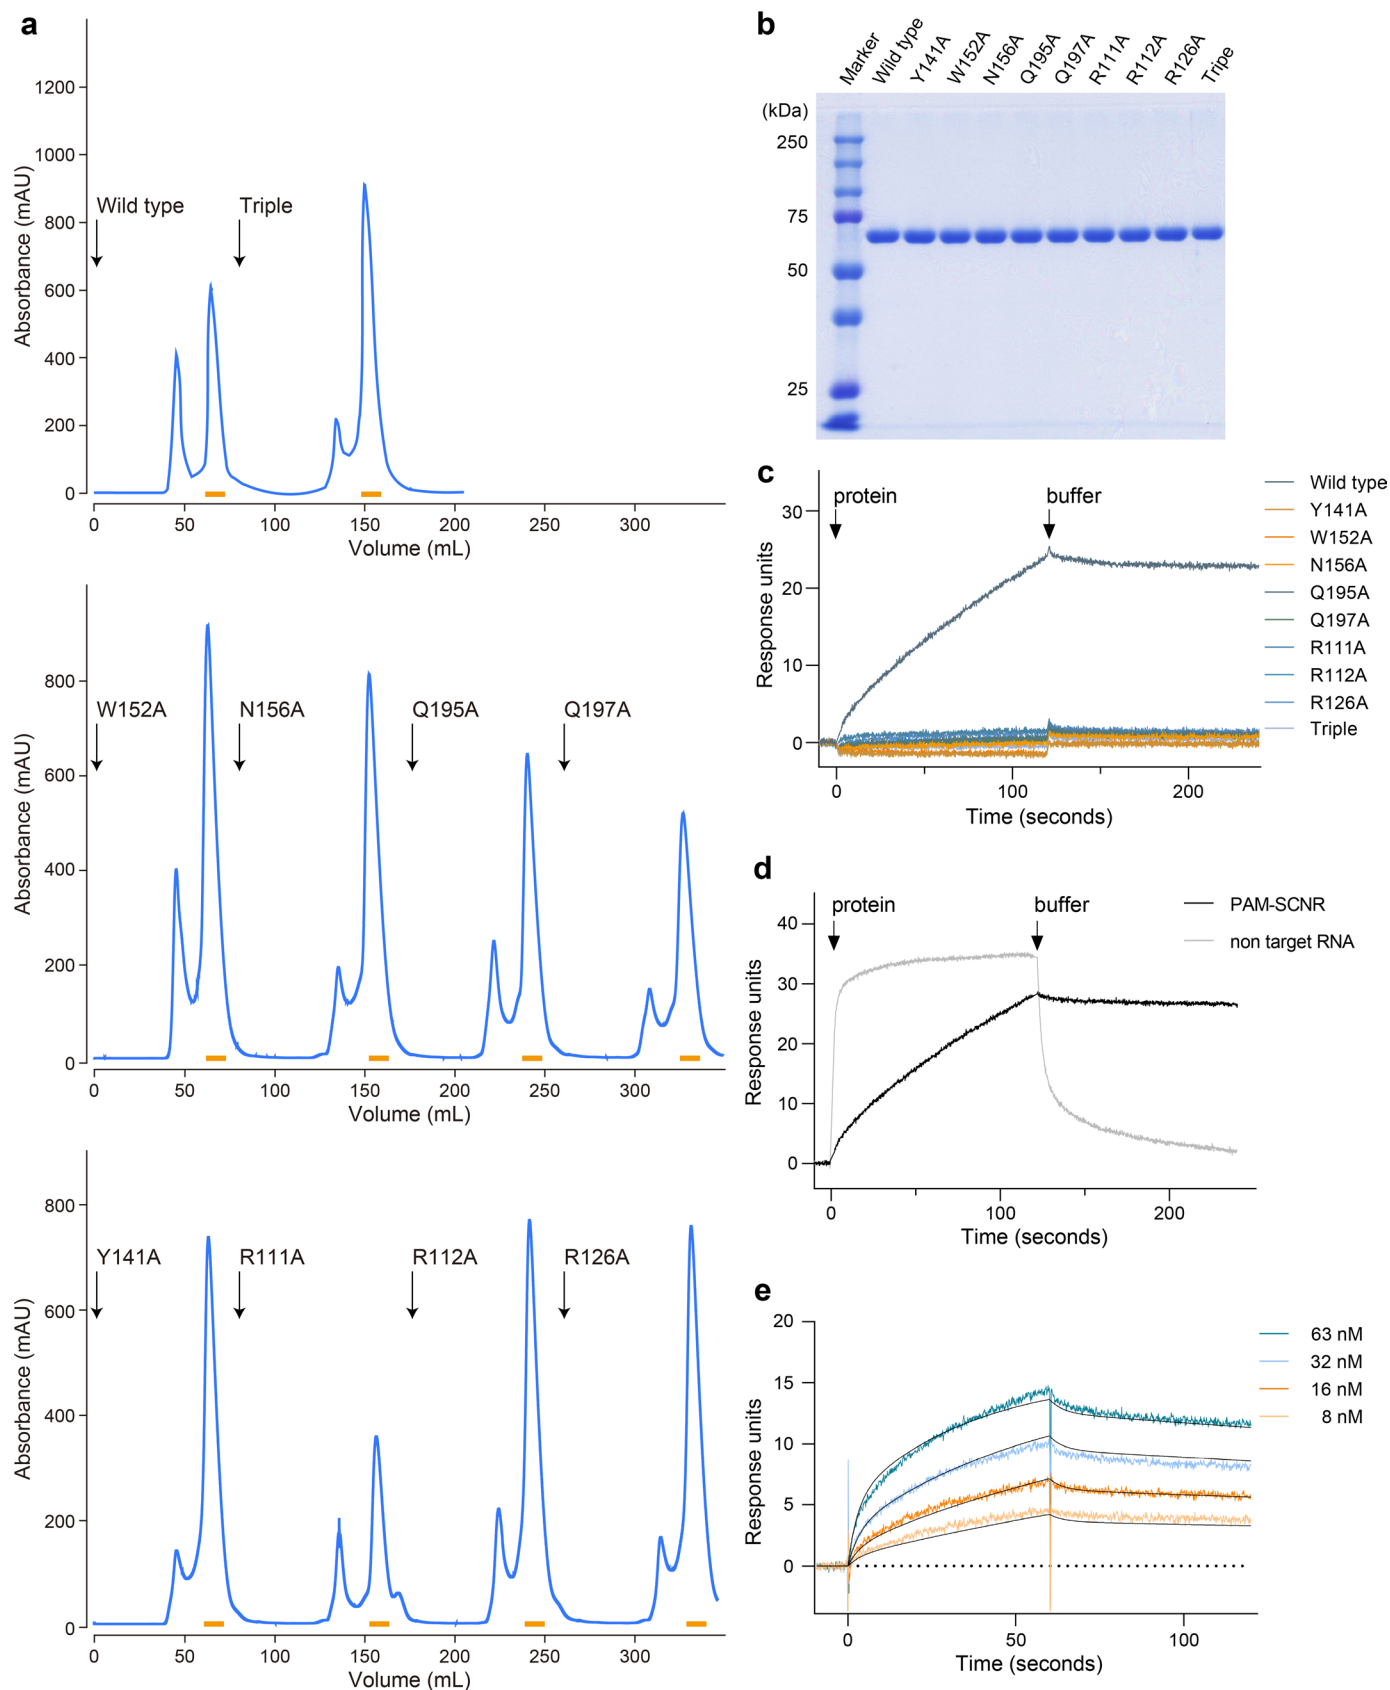 a
1200
1000
800
600
400
200
0
Absorbance (mAU)
Wild type
Triple
0 50 100 150 200 250 300
Volume (mL)
800
600
400
200
0
Absorbance (mAU)
W152A
N156A
Q195A
Q197A
0 50 100 150 200 250 300
Volume (mL)
800
600
400
200
0
Absorbance (mAU)
Y141A
R111A
R112A
R126A
0 50 100 150 200 250 300
Volume (mL)
b
Marker
Wild type
Y141A
W152A
N156A
Q195A
Q197A
R111A
R112A
R126A
Tripe
(kDa)
250
75
50
25
c
protein
buffer
30
20
10
0
Response units
0 100 200
Time (seconds)
Wild type
Y141A
W152A
N156A
Q195A
Q197A
R111A
R112A
R126A
Triple
d
protein
buffer
40
30
20
10
0
Response units
0 100 200
Time (seconds)
PAM-SCNR
non target RNA
e
20
15
10
5
0
Response units
0 50 100
Time (seconds)
63 nM
32 nM
16 nM
8 nM